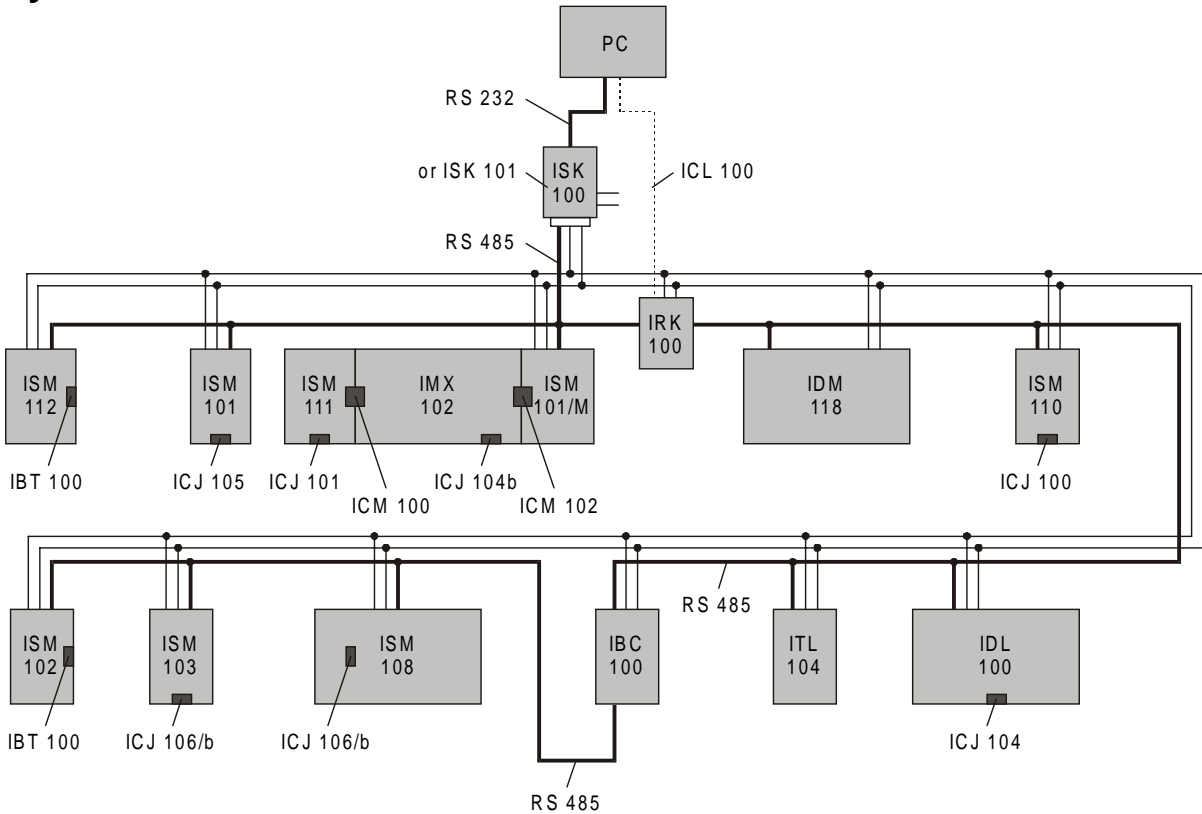 PC
RS 232
or ISK 101
ISK
100
ICL 100
RS 485
IRK
100
ISM
112
ISM
101
ISM
111
IMX
102
ISM
101/M
IDM
118
ISM
110
IBT 100
ICJ 105
ICJ 101
ICM 100
ICJ 104b
ICM 102
ICJ 100
RS 485
ISM
102
ISM
103
ISM
108
IBC
100
ITL
104
IDL
100
IBT 100
ICJ 106/b
ICJ 106/b
ICJ 104
RS 485